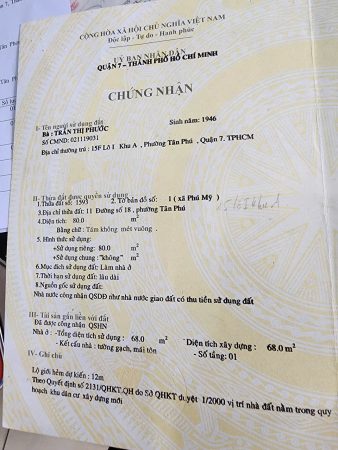 CỘNG HÒA XÃ HỘI CHỦ NGHĨA VIỆT NAM
Độc lập - Tự do - Hạnh phúc
ỦY BAN NHÂN DÂN
QUẬN 7 - THÀNH PHỐ HỒ CHÍ MINH
CHỨNG NHẬN
I- Tên người sử dụng đất
Bà : TRẦN THỊ PHƯỚC Sinh năm: 1946
Số CMND: 021119031
Địa chỉ thường trú : 15F Lô I Khu A , Phường Tân Phú, Quận 7. TPHCM
II- Thửa đất được quyền sử dụng
1.Thửa đất số: 1593 2. Tờ bản đồ số: 1 ( xã Phú Mỹ )
3.Địa chỉ thửa đất: 11 Đường số 18 , phường Tân Phú
4.Diện tích: 80.0 m²
Bằng chữ: Tám không mét vuông .
5. Hình thức sử dụng:
- Sử dụng riêng: 80.0 m²
- Sử dụng chung: "không" m²
6.Mục đích sử dụng đất: Làm nhà ở
7.Thời hạn sử dụng đất: lâu dài
8.Nguồn gốc sử dụng đất:
Nhà nước công nhận QSDĐ như nhà nước giao đất có thu tiền sử dụng đất
III- Tài sản gắn liền với đất
Đã được công nhận QSHN
Nhà ở : -Tổng diện tích sử dụng : 68.0 m² Diện tích xây dựng : 68.0 m²
- Kết cấu nhà : tường gạch, mái tôn - Số tầng: 01
IV- Ghi chú
Lộ giới hẻm dự kiến : 12m
Theo Quyết định số 2131/QHKT.QH do Sở QHKT duyệt 1/2000 vị trí nhà đất nằm trong quy
hoạch khu dân cư xây dựng mới